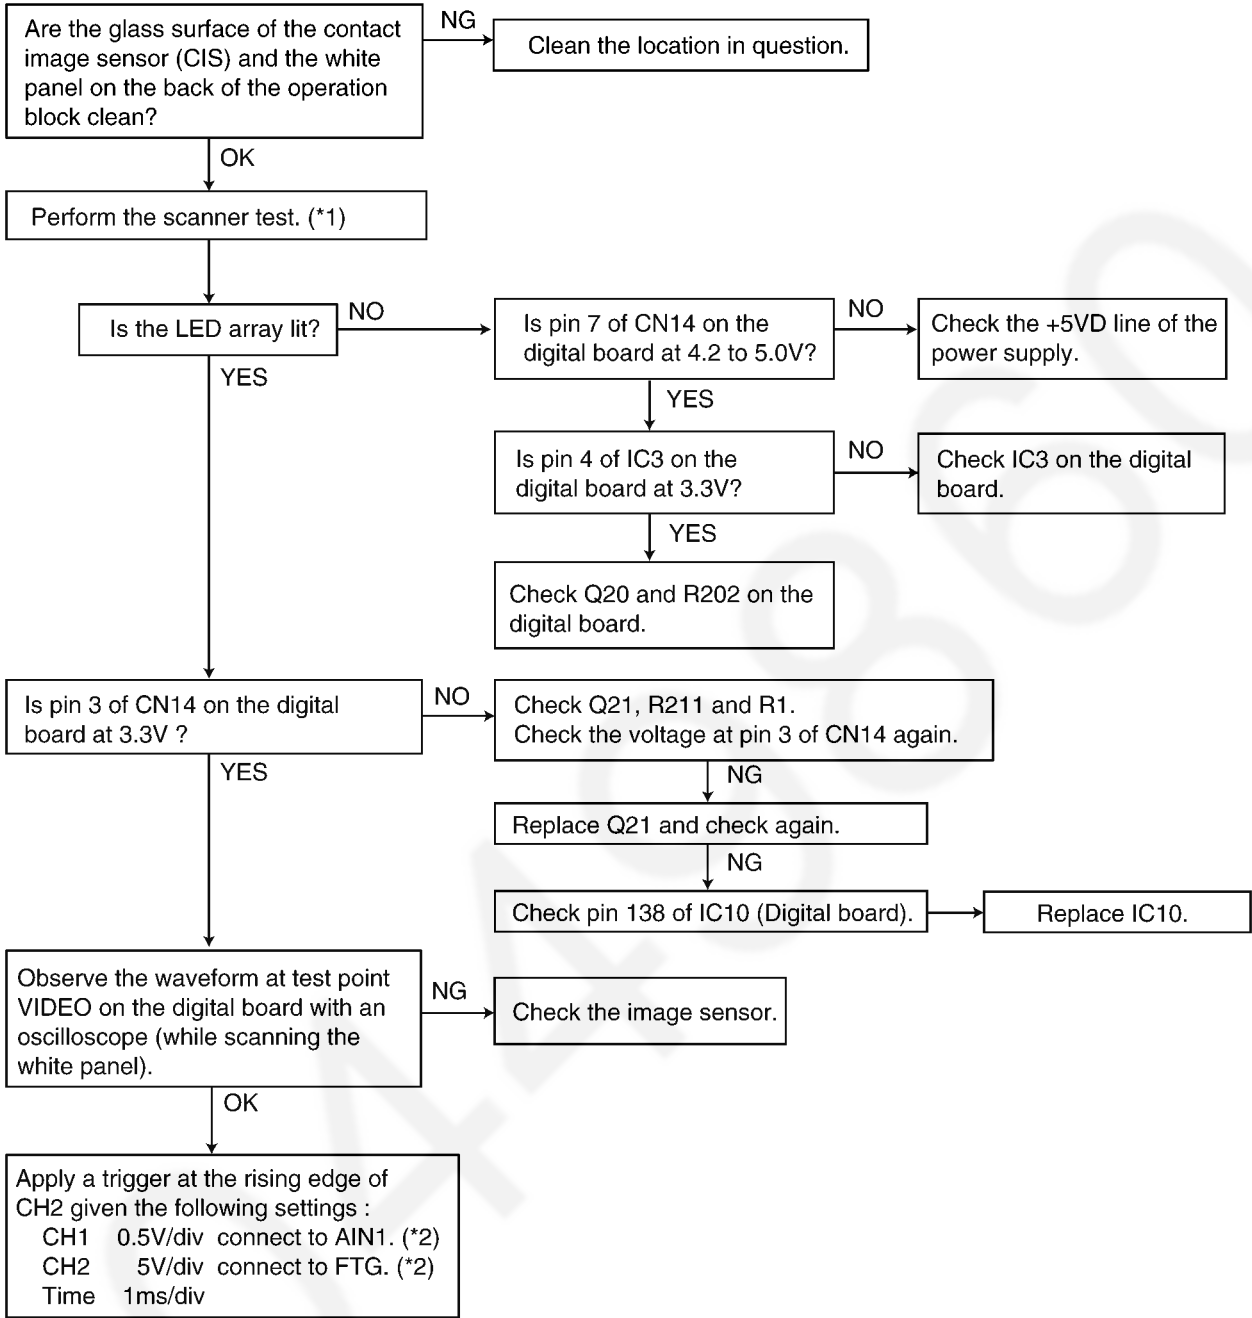 Are the glass surface of the contact
image sensor (CIS) and the white
panel on the back of the operation
block clean?
NG
Clean the location in question.
OK
Perform the scanner test. (*1)
Is the LED array lit?
NO
Is pin 7 of CN14 on the
digital board at 4.2 to 5.0V?
NO
Check the +5VD line of the
power supply.
YES
YES
Is pin 4 of IC3 on the
digital board at 3.3V?
NO
Check IC3 on the digital
board.
YES
Check Q20 and R202 on the
digital board.
Is pin 3 of CN14 on the digital
board at 3.3V ?
NO
Check Q21, R211 and R1.
Check the voltage at pin 3 of CN14 again.
YES
NG
Replace Q21 and check again.
NG
Check pin 138 of IC10 (Digital board).
Replace IC10.
Observe the waveform at test point
VIDEO on the digital board with an
oscilloscope (while scanning the
white panel).
NG
Check the image sensor.
OK
Apply a trigger at the rising edge of
CH2 given the following settings :
CH1 0.5V/div connect to AIN1. (*2)
CH2 5V/div connect to FTG. (*2)
Time 1ms/div